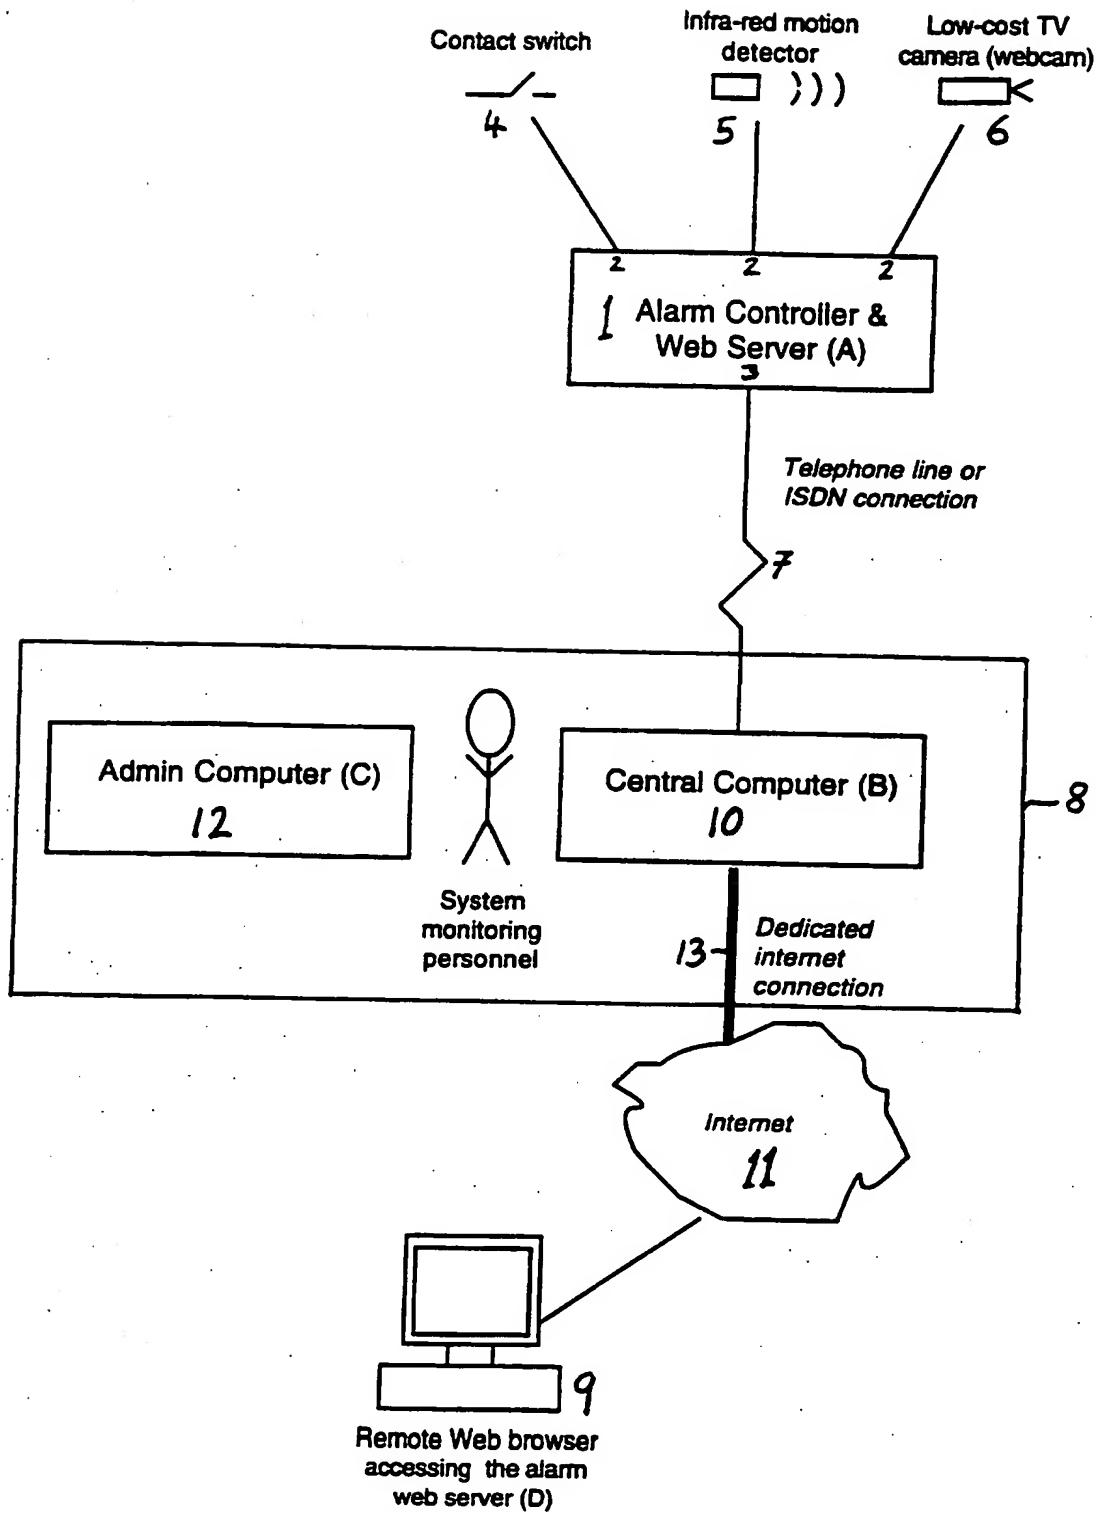 Contact switch
4
Infra-red motion
detector
5
Low-cost TV
camera (webcam)
6
2
2
2
1
Alarm Controller &
Web Server (A)
3
Telephone line or
ISDN connection
7
8
Admin Computer (C)
12
System
monitoring
personnel
Central Computer (B)
10
13
Dedicated
internet
connection
Internet
11
9
Remote Web browser
accessing the alarm
web server (D)